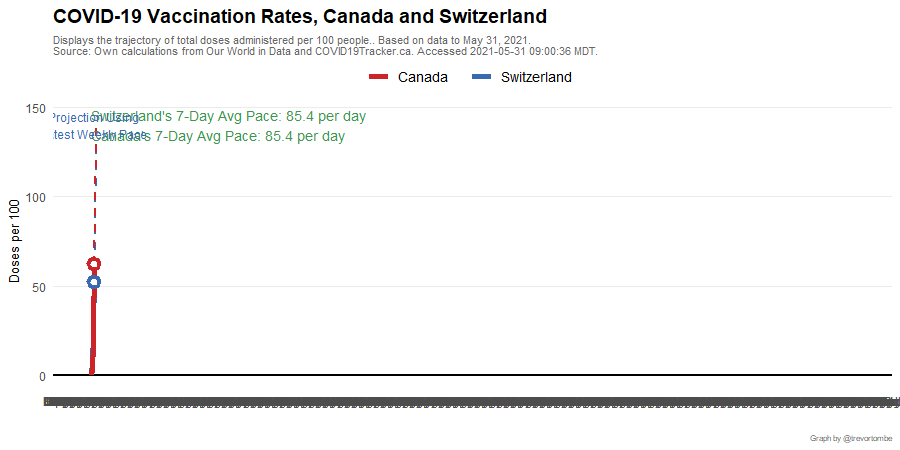 COVID-19 Vaccination Rates, Canada and Switzerland
Displays the trajectory of total doses administered per 100 people.. Based on data to May 31, 2021.
Source: Own calculations from Our World in Data and COVID19Tracker.ca. Accessed 2021-05-31 09:00:36 MDT.
Canada Switzerland
150
Projection Using
Switzerland's 7-Day Avg Pace: 85.4 per day
test Weekly Pace
Canada's 7-Day Avg Pace: 85.4 per day
100
Doses per 100
50
0
Graph by @trevortombe